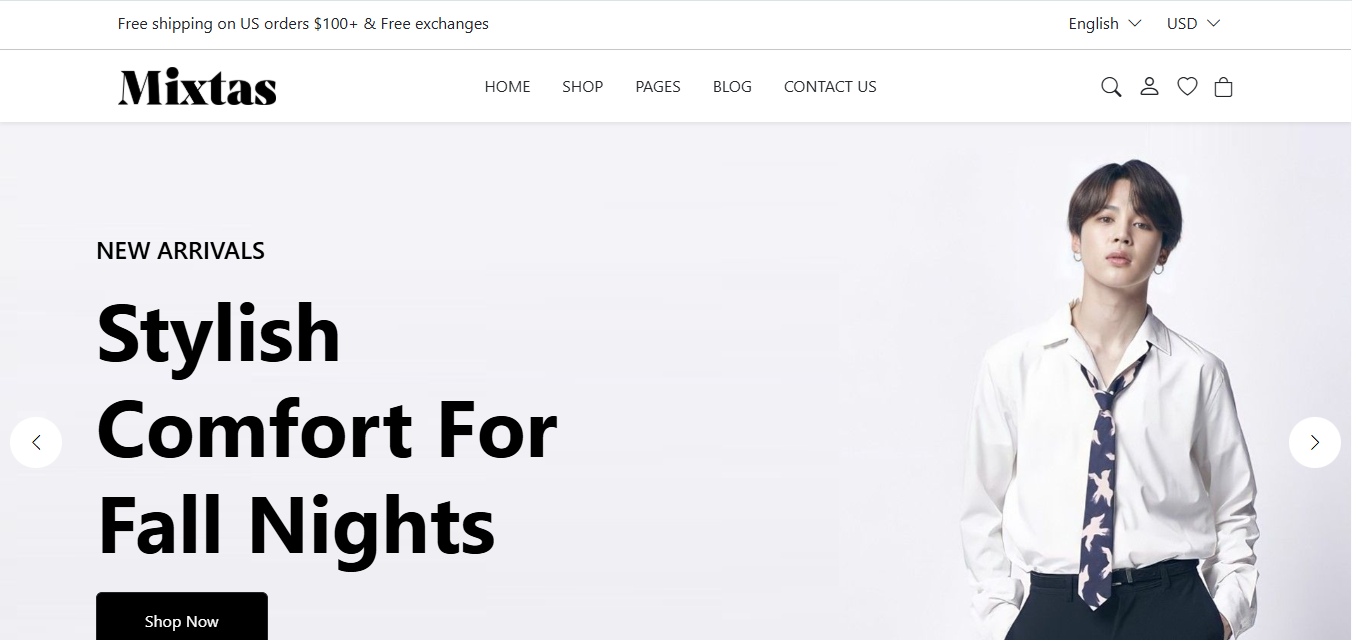 Free shipping on US orders $100+ & Free exchanges
English
USD
Mixtas
HOME
SHOP
PAGES
BLOG
CONTACT US
NEW ARRIVALS
Stylish
Comfort For
Fall Nights
Shop Now